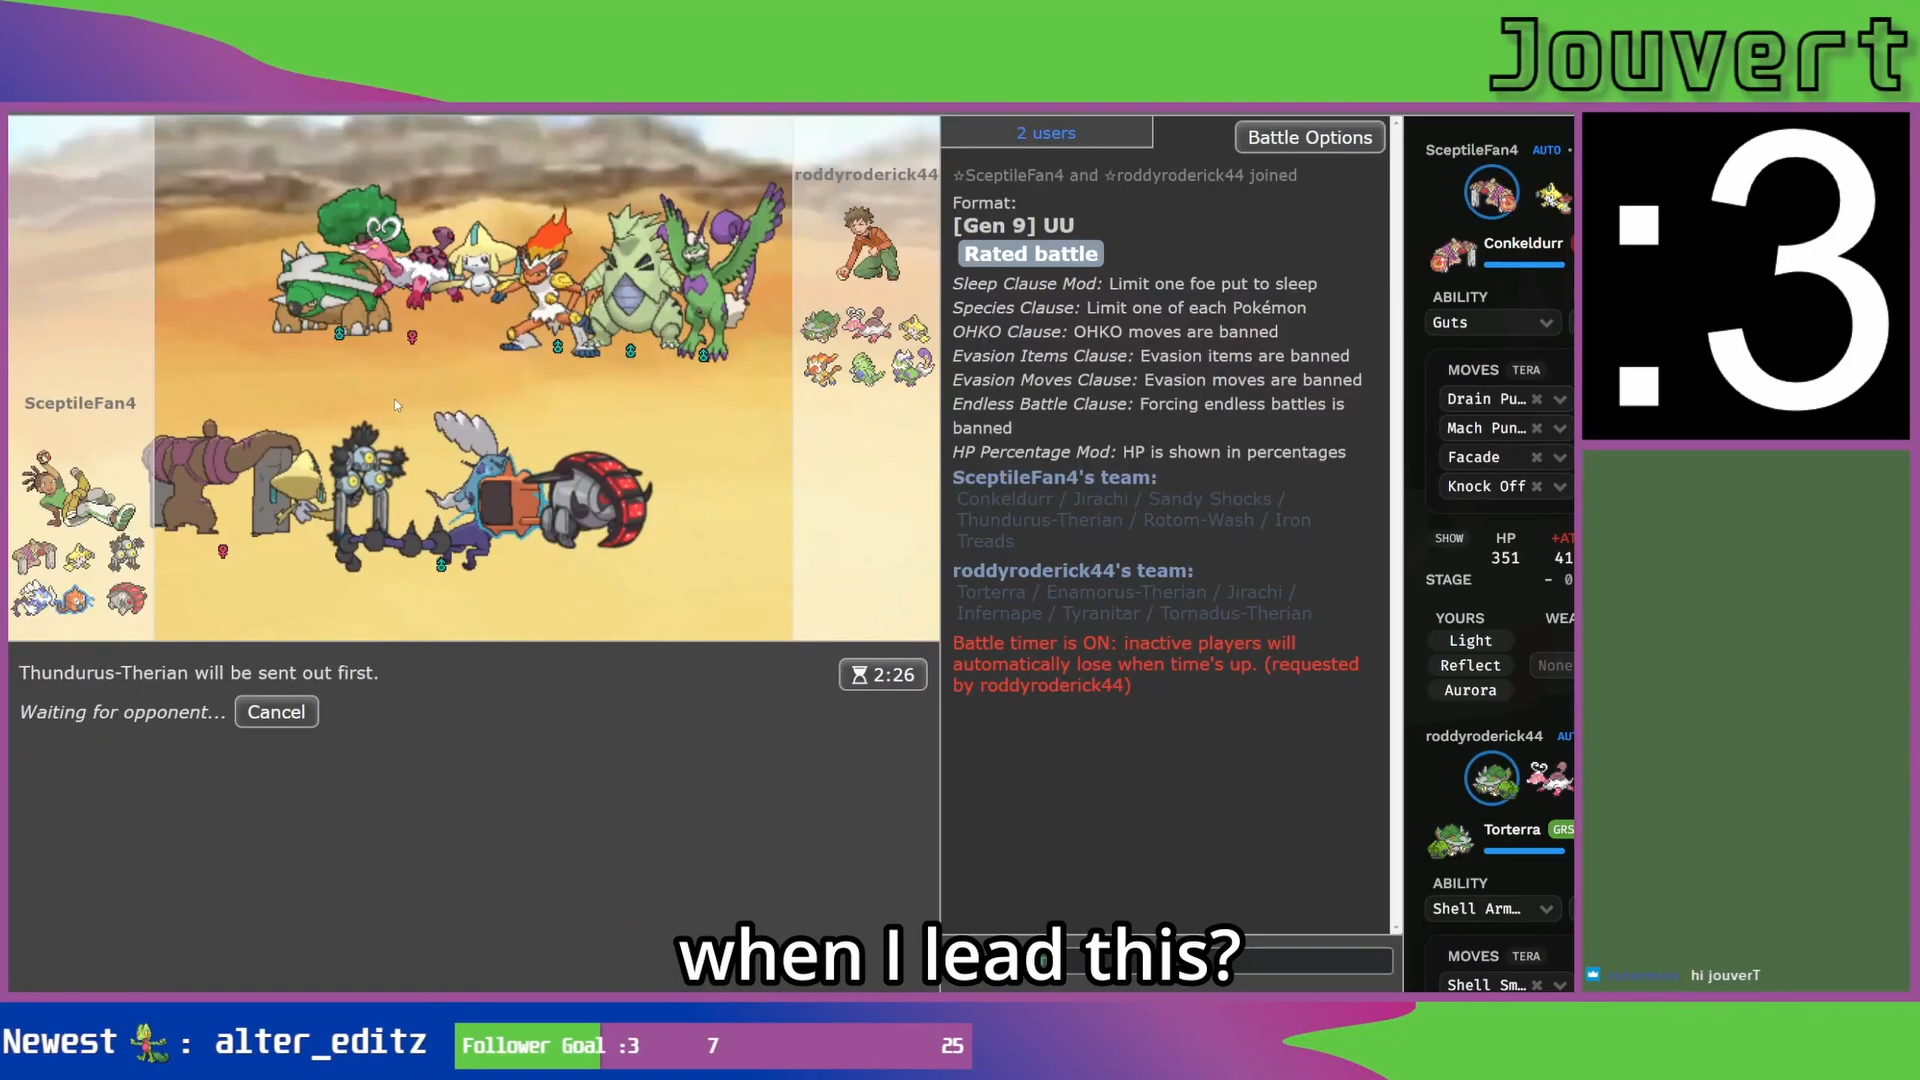 Jouvert
SceptileFan4
roddyroderick44
2 users
Battle Options
☆SceptileFan4 and ☆roddyroderick44 joined
Format:
[Gen 9] UU
Rated battle
Sleep Clause Mod: Limit one foe put to sleep
Species Clause: Limit one of each Pokémon
OHKO Clause: OHKO moves are banned
Evasion Items Clause: Evasion items are banned
Evasion Moves Clause: Evasion moves are banned
Endless Battle Clause: Forcing endless battles is
banned
HP Percentage Mod: HP is shown in percentages
SceptileFan4's team:
Conkeldurr / Jirachi / Sandy Shocks /
Thundurus-Therian / Rotom-Wash / Iron
Treads
roddyroderick44's team:
Torterra / Enamorus-Therian / Jirachi /
Infernape / Tyranitar / Tornadus-Therian
Battle timer is ON: inactive players will
automatically lose when time's up. (requested
by roddyroderick44)
Thundurus-Therian will be sent out first.
2:26
Waiting for opponent... Cancel
SceptileFan4 AUTO •
Conkeldurr
ABILITY
Guts
MOVES TERA
Drain Pu...
Mach Pun...
Facade
Knock Off
SHOW HP +AT
351 41
STAGE - 0
YOURS WEA
Light
Reflect None
Aurora
roddyroderick44 AU
Torterra GRS
ABILITY
Shell Arm...
MOVES TERA
Shell Sm...
:3
hi jouverT
when I lead this?
Newest : alter_editz
Follower Goal :3 7 25